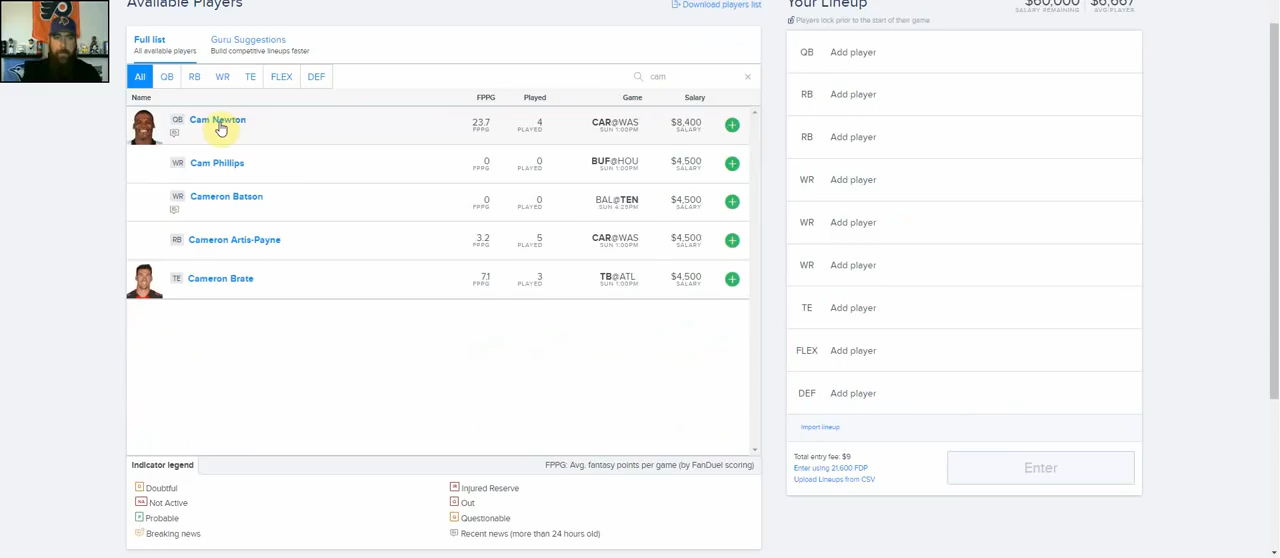 Available Players
Download players list
Your Lineup
$60,000 $6,667
SALARY REMAINING AVG/PLAYER
Players lock prior to the start of their game
Full list
All available players
Guru Suggestions
Build competitive lineups faster
All QB RB WR TE FLEX DEF
cam
Name FPPG Played Game Salary
QB Cam Newton 23.7 FPPG 4 PLAYED CAR@WAS SUN 1:00PM $8,400 SALARY
WR Cam Phillips 0 FPPG 0 PLAYED BUF@HOU SUN 1:00PM $4,500 SALARY
WR Cameron Batson 0 FPPG 0 PLAYED BAL@TEN SUN 4:25PM $4,500 SALARY
RB Cameron Artis-Payne 3.2 FPPG 5 PLAYED CAR@WAS SUN 1:00PM $4,500 SALARY
TE Cameron Brate 7.1 FPPG 3 PLAYED TB@ATL SUN 1:00PM $4,500 SALARY
QB Add player
RB Add player
RB Add player
WR Add player
WR Add player
WR Add player
TE Add player
FLEX Add player
DEF Add player
Import lineup
Total entry fee: $9
Enter using 21,600 FDP
Upload Lineups from CSV
Enter
Indicator legend
FPPG: Avg. fantasy points per game (by FanDuel scoring)
D Doubtful
NA Not Active
P Probable
Breaking news
IR Injured Reserve
O Out
Q Questionable
Recent news (more than 24 hours old)